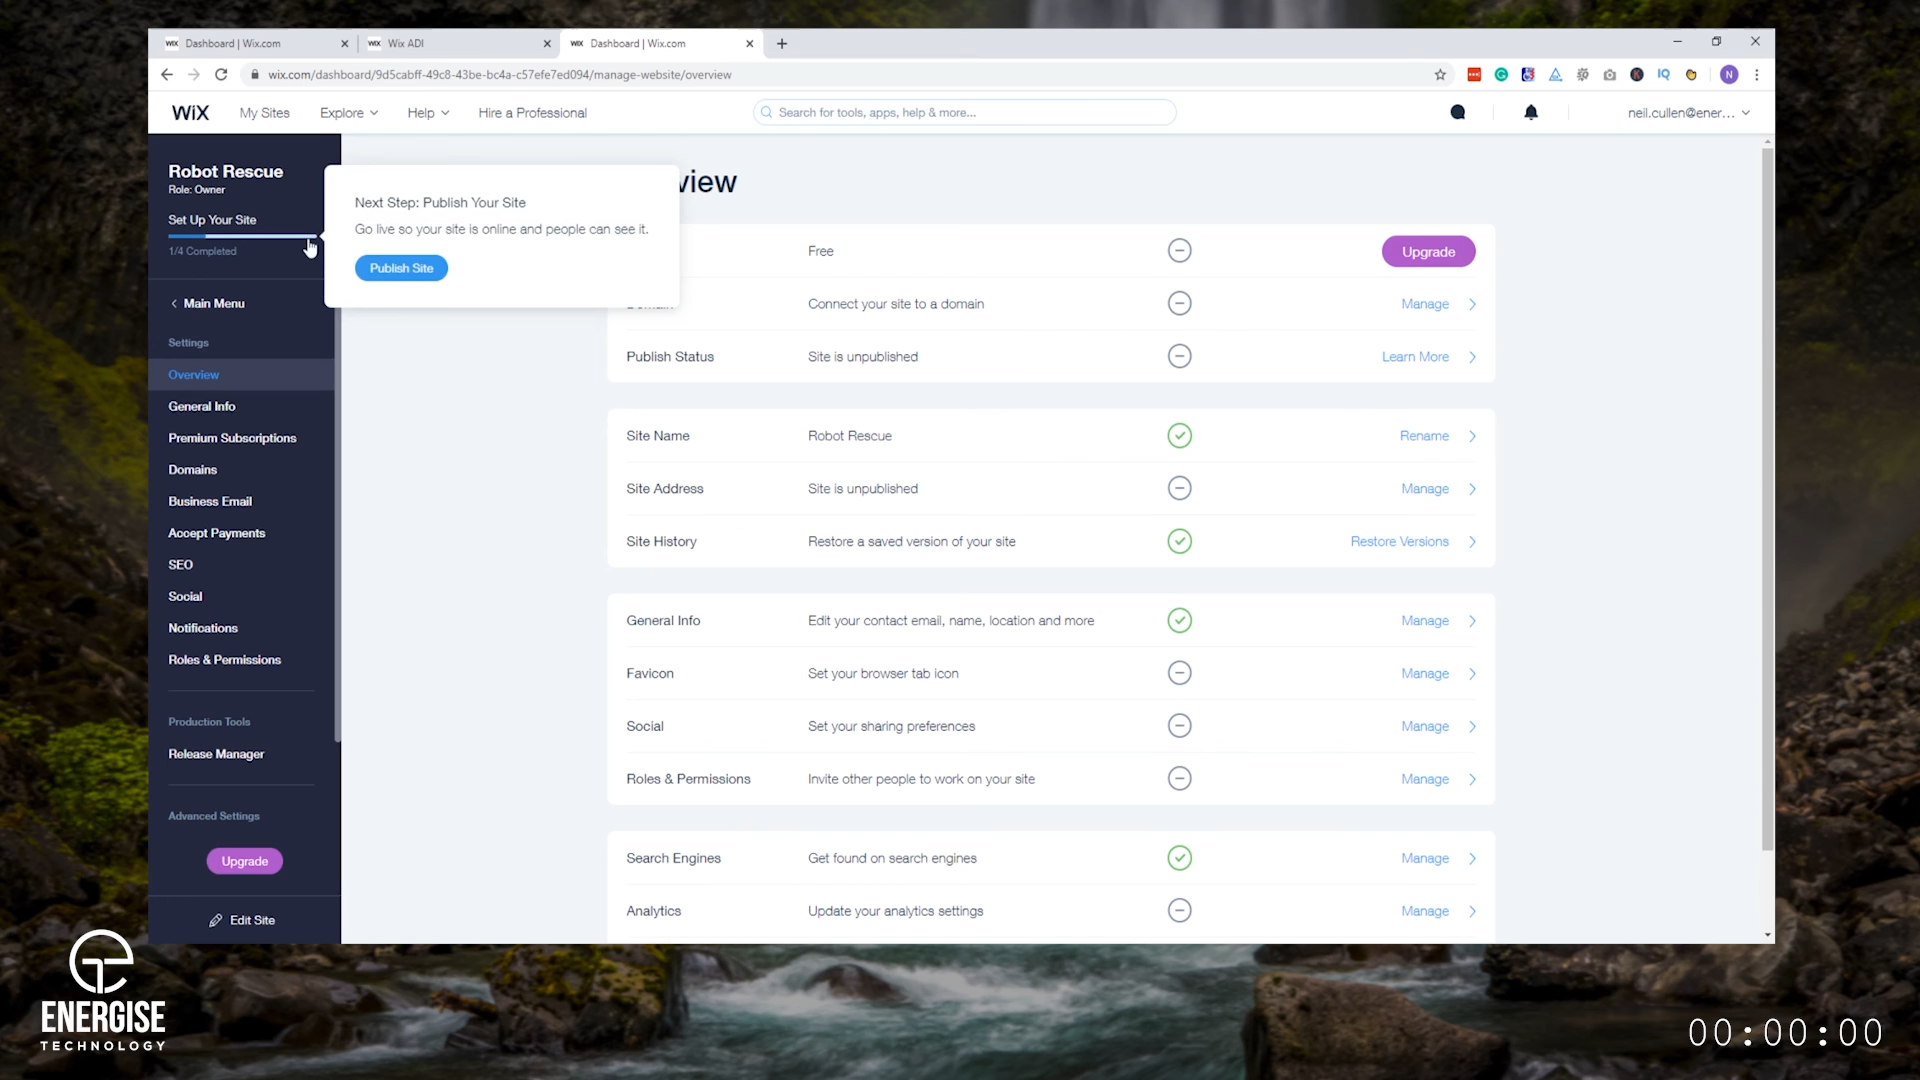 WIX Dashboard | Wix.com
WIX Wix ADI
WIX Dashboard | Wix.com
wix.com/dashboard/9d5cabff-49c8-43be-bc4a-c57efe7ed094/manage-website/overview
IQ
N
WiX
My Sites
Explore
Help
Hire a Professional
Search for tools, apps, help & more...
neil.cullen@ener...
Robot Rescue
Role: Owner
Set Up Your Site
1/4 Completed
Next Step: Publish Your Site
Go live so your site is online and people can see it.
Publish Site
view
Main Menu
Settings
Overview
General Info
Premium Subscriptions
Domains
Business Email
Accept Payments
SEO
Social
Notifications
Roles & Permissions
Production Tools
Release Manager
Advanced Settings
Upgrade
Edit Site
Free
Upgrade
Domain
Connect your site to a domain
Manage
Publish Status
Site is unpublished
Learn More
Site Name
Robot Rescue
Rename
Site Address
Site is unpublished
Manage
Site History
Restore a saved version of your site
Restore Versions
General Info
Edit your contact email, name, location and more
Manage
Favicon
Set your browser tab icon
Manage
Social
Set your sharing preferences
Manage
Roles & Permissions
Invite other people to work on your site
Manage
Search Engines
Get found on search engines
Manage
Analytics
Update your analytics settings
Manage
ENERGISE
TECHNOLOGY
00:00:00